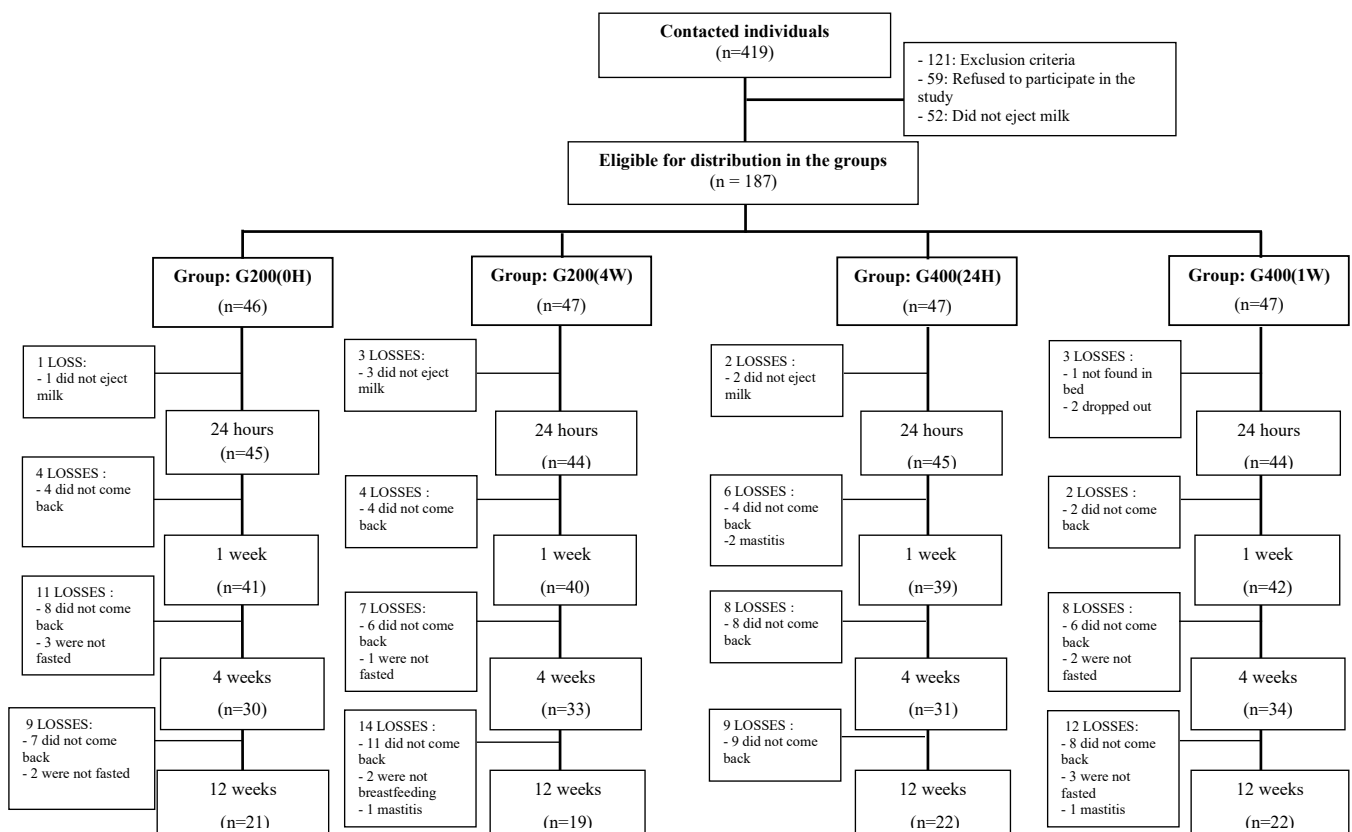 Contacted individuals
(n=419)
- 121: Exclusion criteria
- 59: Refused to participate in the
study
- 52: Did not eject milk
Eligible for distribution in the groups
(n = 187)
Group: G200(0H)
(n=46)
Group: G200(4W)
(n=47)
Group: G400(24H)
(n=47)
Group: G400(1W)
(n=47)
1 LOSS:
- 1 did not eject
milk
3 LOSSES:
- 3 did not eject
milk
2 LOSSES :
- 2 did not eject
milk
3 LOSSES :
- 1 not found in
bed
- 2 dropped out
24 hours
(n=45)
24 hours
(n=44)
24 hours
(n=45)
24 hours
(n=44)
4 LOSSES :
- 4 did not come
back
4 LOSSES :
- 4 did not come
back
6 LOSSES :
- 4 did not come
back
-2 mastitis
2 LOSSES :
- 2 did not come
back
1 week
(n=41)
1 week
(n=40)
1 week
(n=39)
1 week
(n=42)
11 LOSSES :
- 8 did not come
back
- 3 were not
fasted
7 LOSSES:
- 6 did not come
back
- 1 were not
fasted
8 LOSSES :
- 8 did not come
back
8 LOSSES :
- 6 did not come
back
- 2 were not
fasted
4 weeks
(n=30)
4 weeks
(n=33)
4 weeks
(n=31)
4 weeks
(n=34)
9 LOSSES:
- 7 did not come
back
- 2 were not fasted
14 LOSSES :
- 11 did not come
back
- 2 were not
breastfeeding
- 1 mastitis
9 LOSSES :
- 9 did not come
back
12 LOSSES:
- 8 did not come
back
- 3 were not
fasted
- 1 mastitis
12 weeks
(n=21)
12 weeks
(n=19)
12 weeks
(n=22)
12 weeks
(n=22)